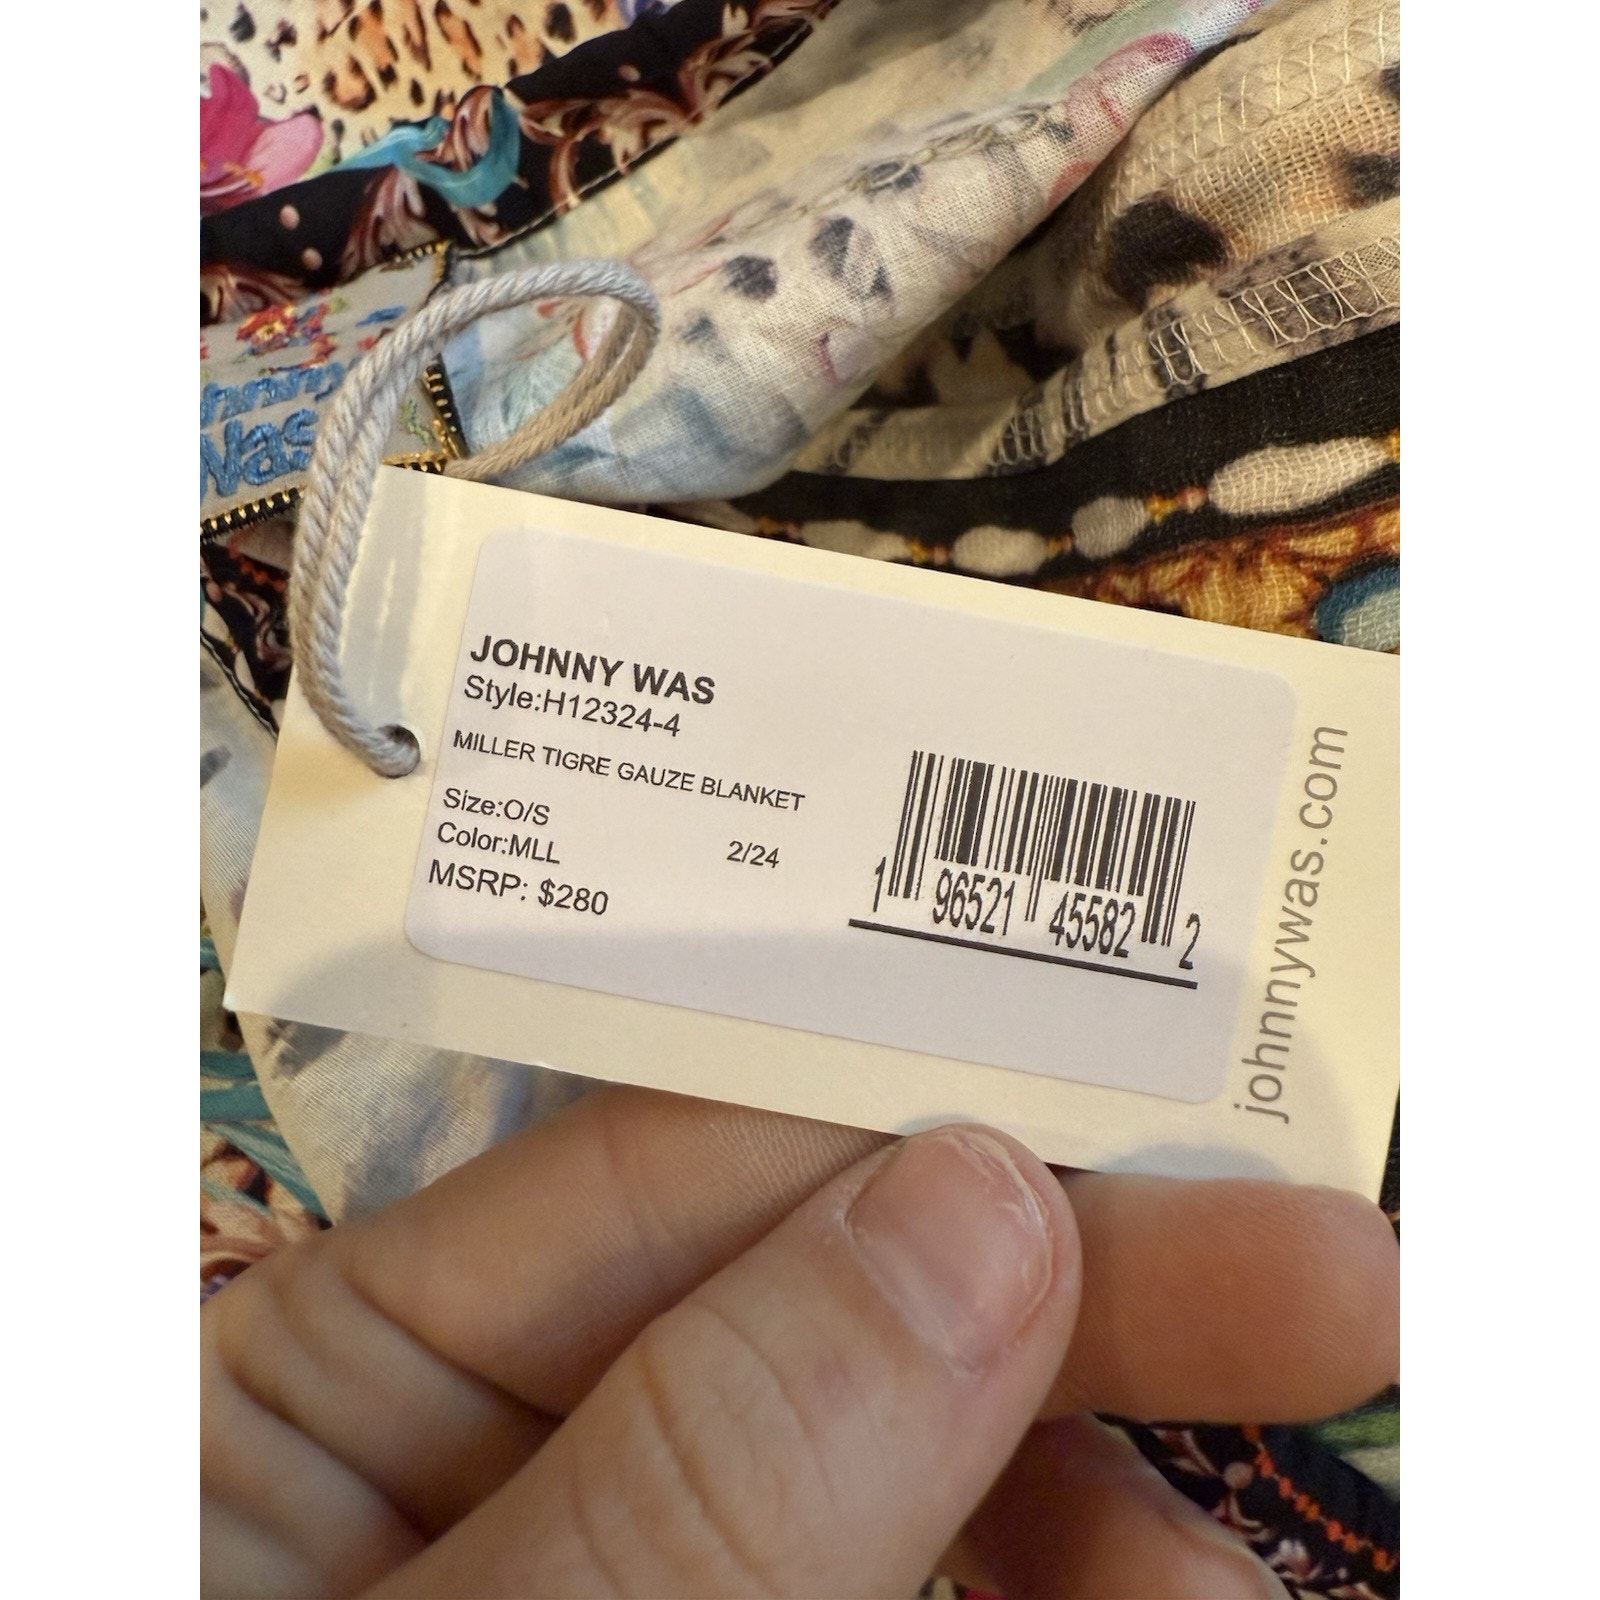 Was
JOHNNY WAS
Style:H12324-4
MILLER TIGRE GAUZE BLANKET
Size:O/S
Color:MLL 2/24
MSRP: $280
1 96521 45582 2
johnnywas.com